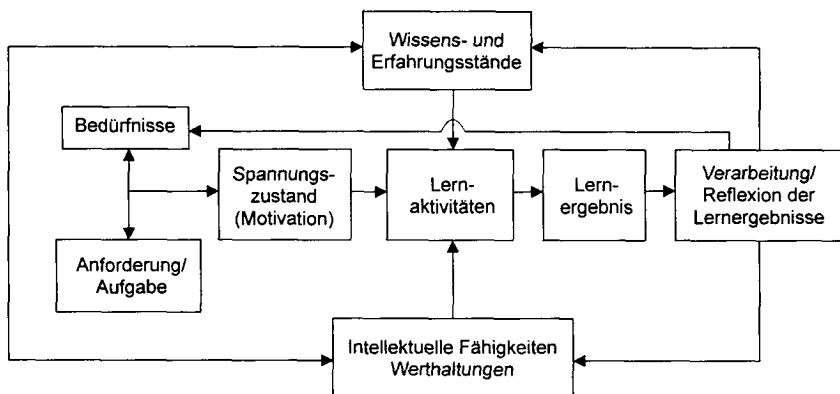 Wissens- und
Erfahrungsstände
Bedürfnisse
Spannungs-
zustand
(Motivation)
Lern-
aktivitäten
Lern-
ergebnis
Verarbeitung/
Reflexion der
Lernergebnisse
Anforderung/
Aufgabe
Intellektuelle Fähigkeiten
Werthaltungen